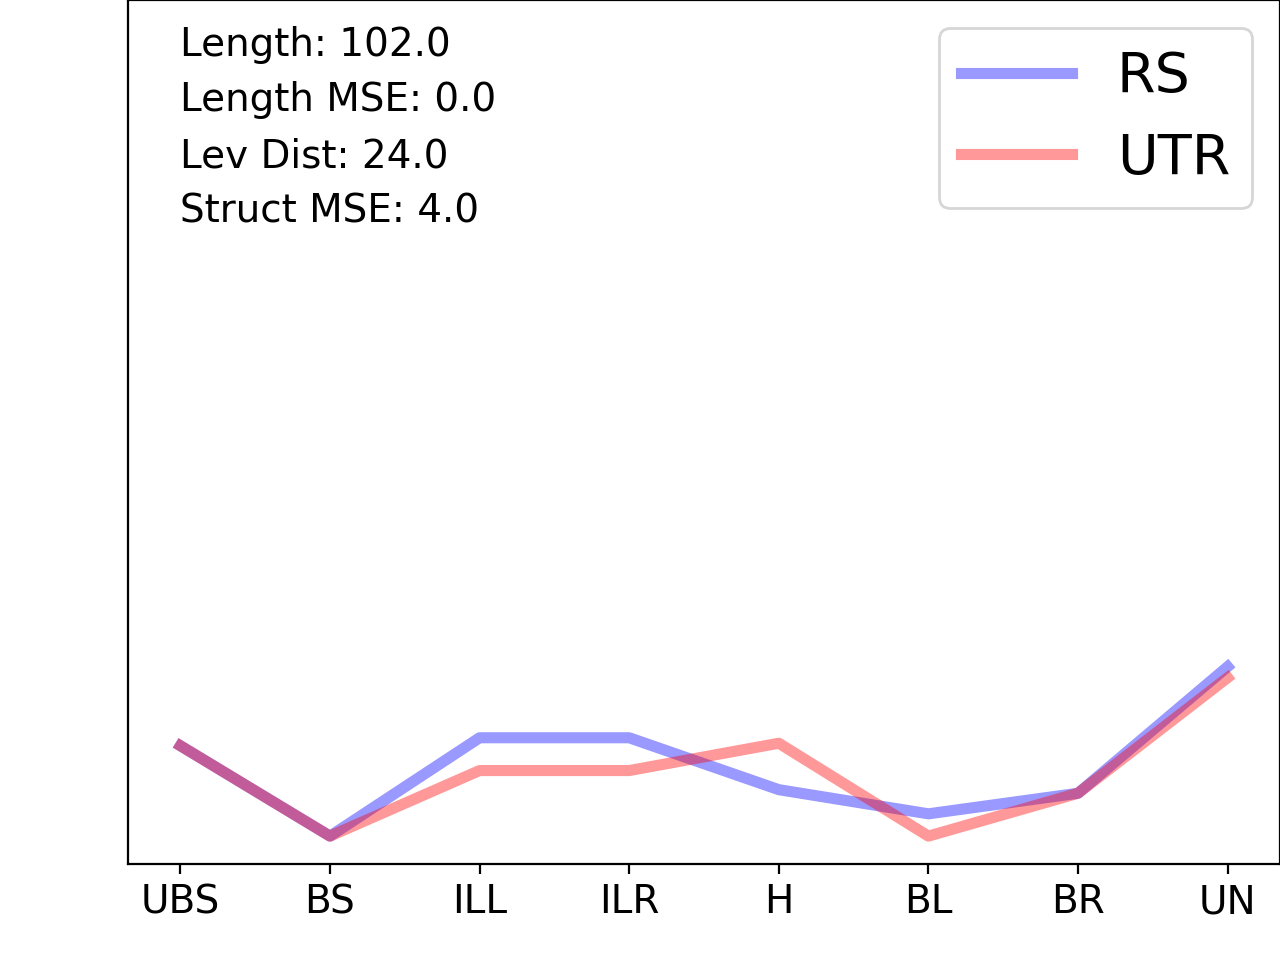 Length: 102.0
Length MSE: 0.0
Lev Dist: 24.0
Struct MSE: 4.0
RS
UTR
UBS BS ILL ILR H BL BR UN